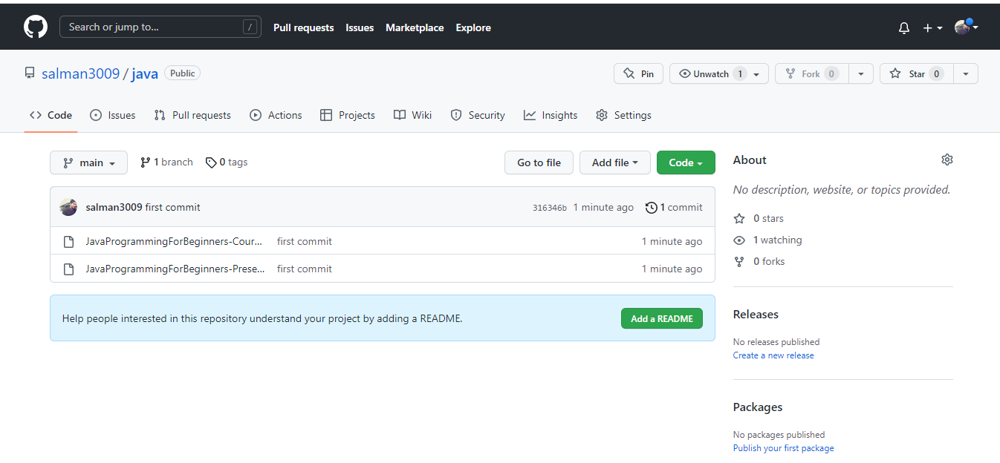 Search or jump to... / Pull requests Issues Marketplace Explore
salman3009 / java Public Pin Unwatch 1 Fork 0 Star 0
Code Issues Pull requests Actions Projects Wiki Security Insights Settings
main 1 branch 0 tags Go to file Add file Code
salman3009 first commit 316346b 1 minute ago 1 commit
JavaProgrammingForBeginners-Cour... first commit 1 minute ago
JavaProgrammingForBeginners-Prese... first commit 1 minute ago
Help people interested in this repository understand your project by adding a README. Add a README
About
No description, website, or topics provided.
0 stars
1 watching
0 forks
Releases
No releases published
Create a new release
Packages
No packages published
Publish your first package